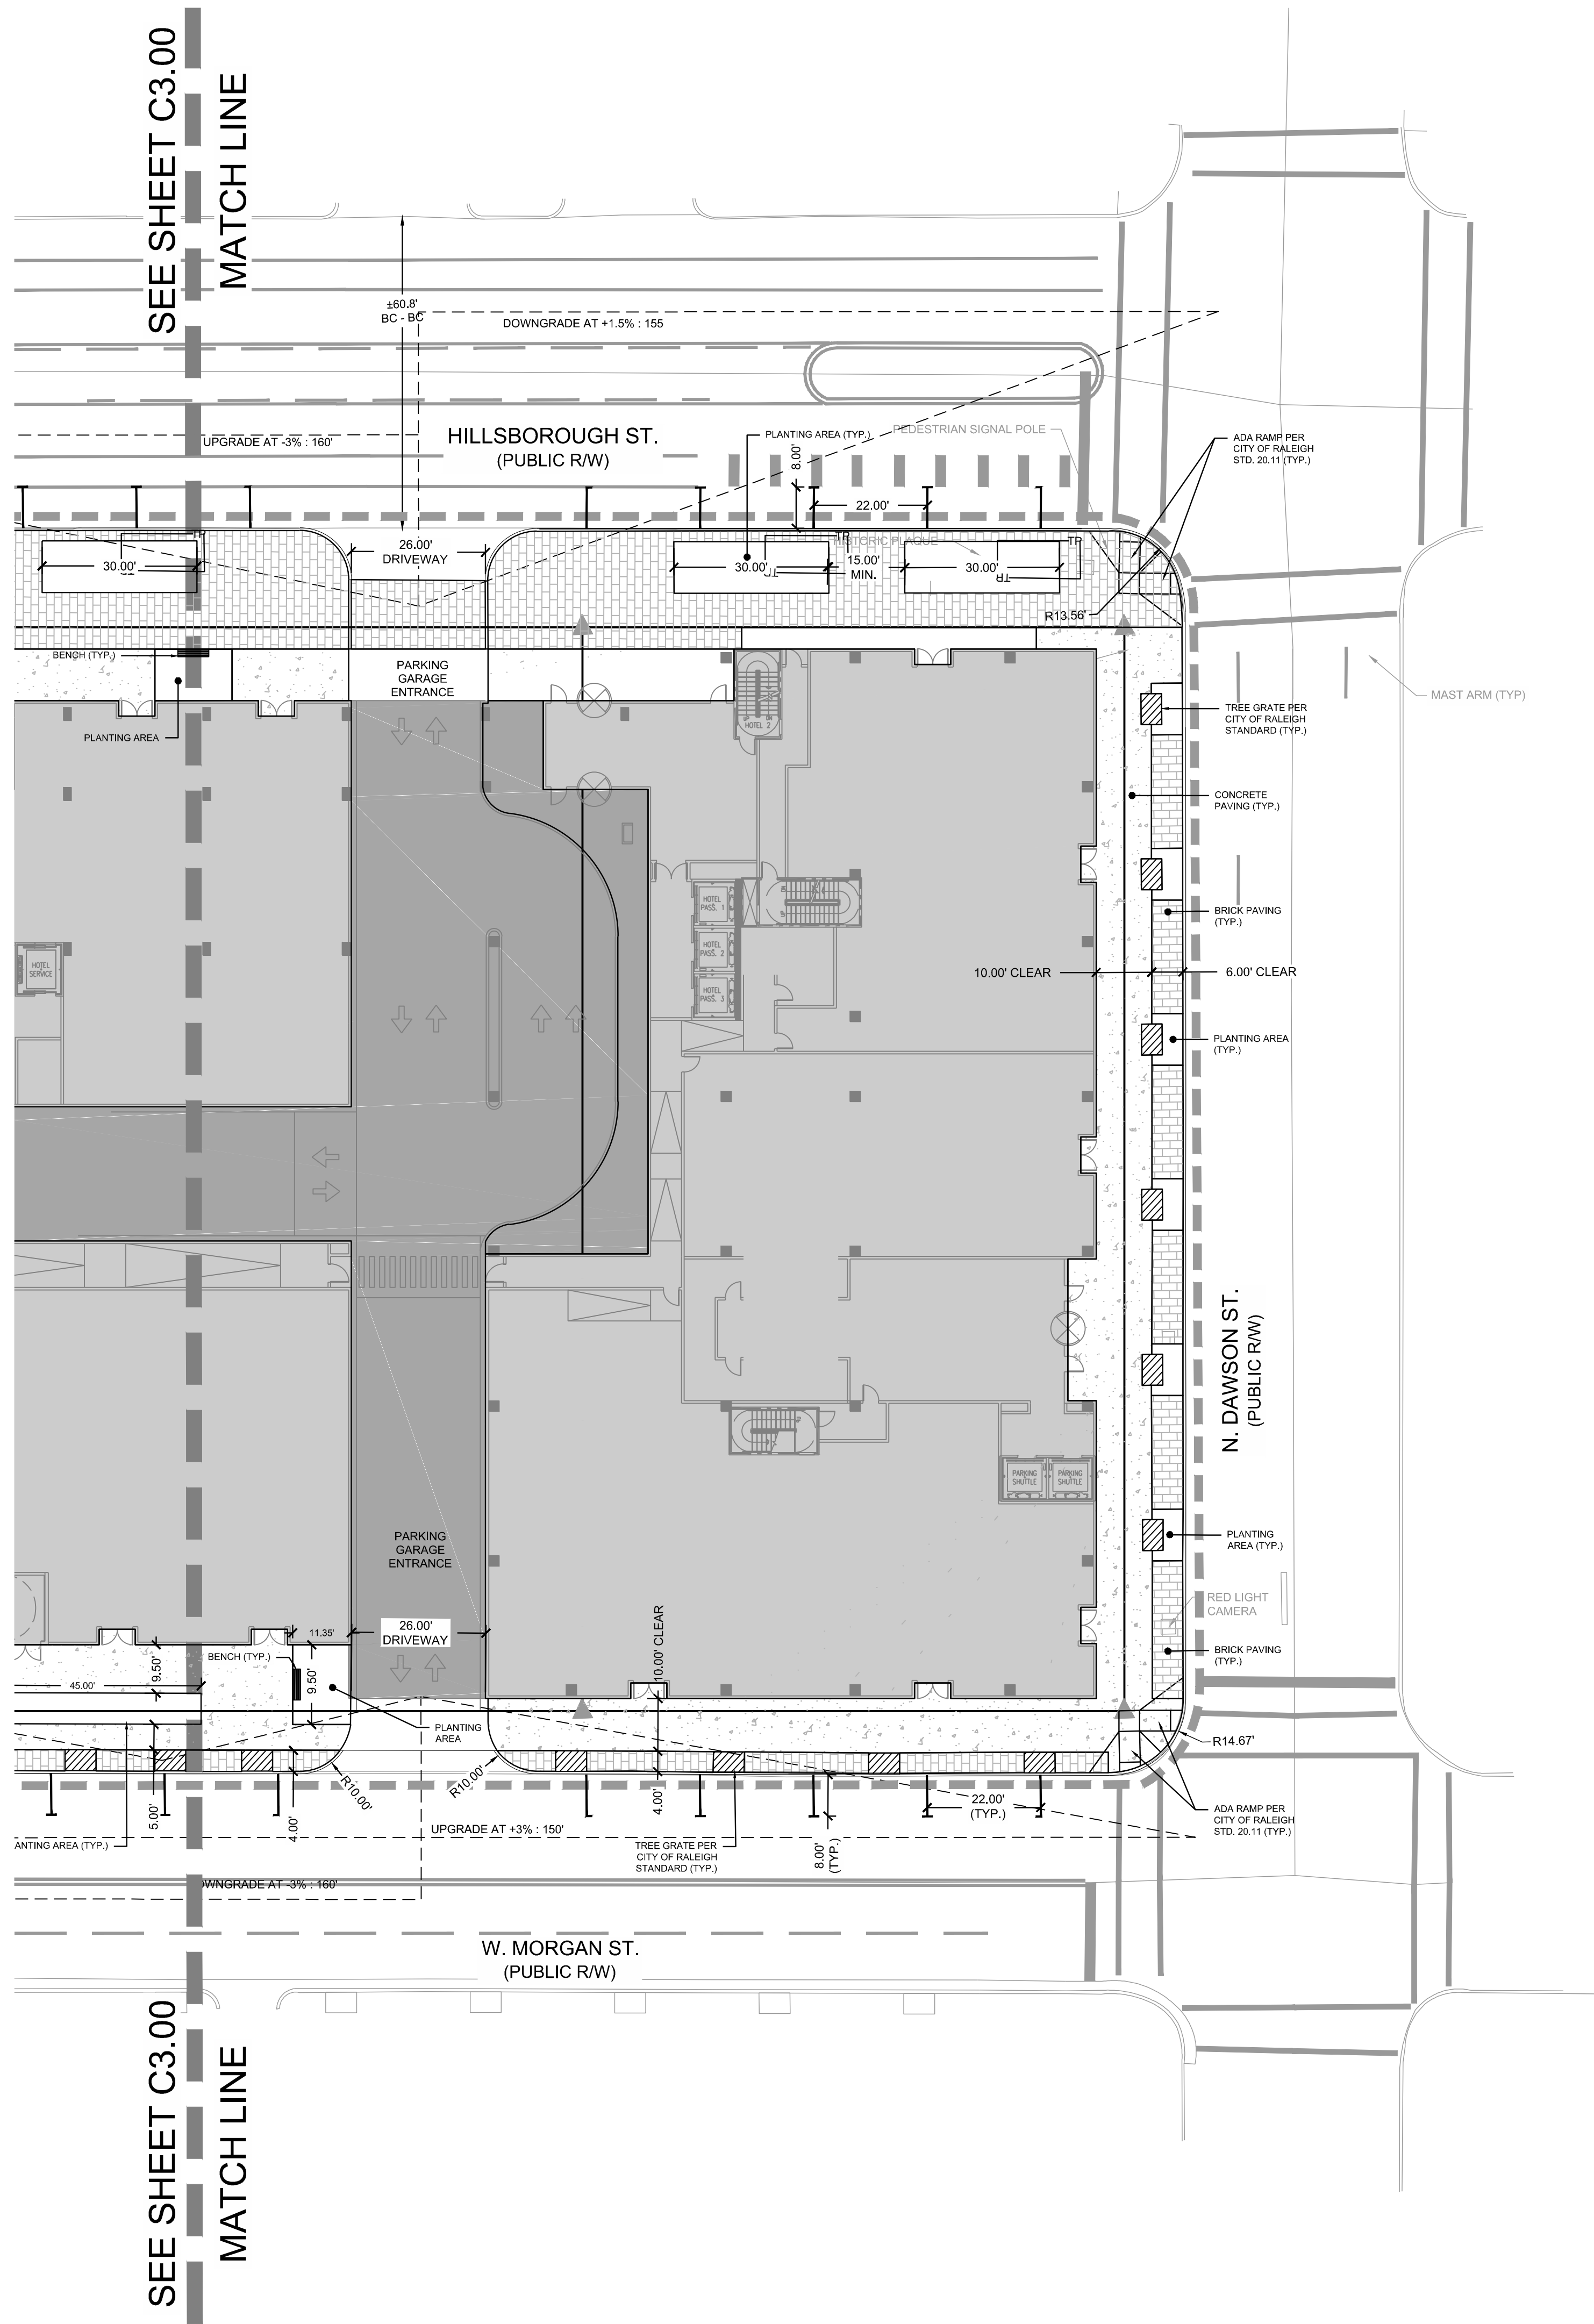 SEE SHEET C3.00
MATCH LINE
±60.8'
BC - BC
DOWNGRADE AT +1.5% : 155
UPGRADE AT -3% : 160'
HILLSBOROUGH ST.
(PUBLIC R/W)
PLANTING AREA (TYP.)
PEDESTRIAN SIGNAL POLE
ADA RAMP PER
CITY OF RALEIGH
STD. 20.11 (TYP.)
8.00'
22.00'
26.00'
DRIVEWAY
30.00'
30.00'
HISTORIC PLAQUE
15.00'
MIN.
30.00'
TP
TP
R13.56'
BENCH (TYP.)
PARKING
GARAGE
ENTRANCE
PLANTING AREA
HOTEL 2
MAST ARM (TYP)
TREE GRATE PER
CITY OF RALEIGH
STANDARD (TYP.)
CONCRETE
PAVING (TYP.)
HOTEL
PASS. 1
HOTEL
PASS. 2
HOTEL
PASS. 3
BRICK PAVING
(TYP.)
HOTEL
SERVICE
10.00' CLEAR
6.00' CLEAR
PLANTING AREA
(TYP.)
N. DAWSON ST.
(PUBLIC R/W)
PARKING
SHUTTLE
PARKING
SHUTTLE
PARKING
GARAGE
ENTRANCE
PLANTING
AREA (TYP.)
RED LIGHT
CAMERA
BRICK PAVING
(TYP.)
11.35'
26.00'
DRIVEWAY
10.00' CLEAR
9.50'
BENCH (TYP.)
9.50'
45.00'
PLANTING
AREA
R14.67'
R10.00'
R10.00'
4.00'
5.00'
4.00'
22.00'
(TYP.)
8.00'
(TYP.)
ADA RAMP PER
CITY OF RALEIGH
STD. 20.11 (TYP.)
UPGRADE AT +3% : 150'
ANTING AREA (TYP.)
TREE GRATE PER
CITY OF RALEIGH
STANDARD (TYP.)
OWNGRADE AT -3% : 160'
W. MORGAN ST.
(PUBLIC R/W)
SEE SHEET C3.00
MATCH LINE